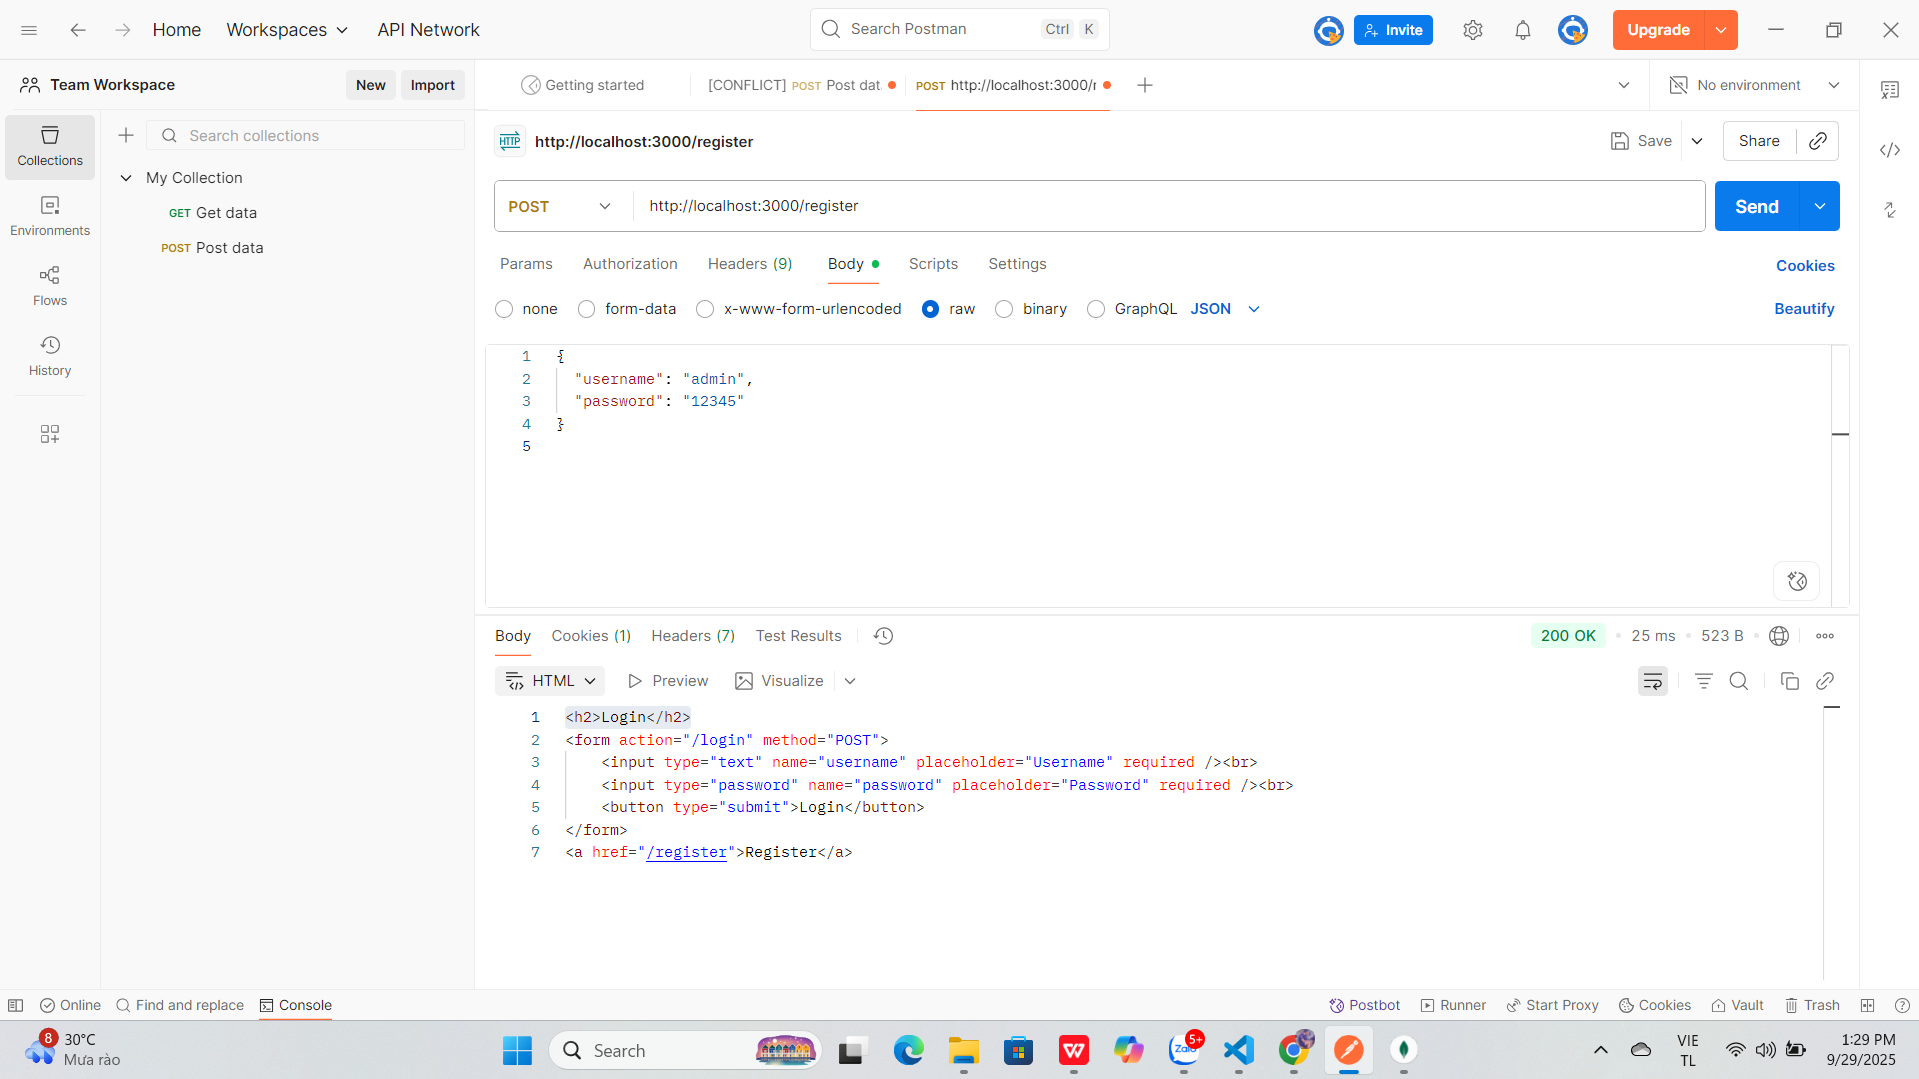 Home
Workspaces
API Network
Search Postman
Ctrl K
Invite
Upgrade
Team Workspace
New
Import
Getting started
[CONFLICT] POST Post dat
POST http://localhost:3000/r
No environment
Collections
Environments
Flows
History
Search collections
My Collection
GET Get data
POST Post data
HTTP http://localhost:3000/register
Save
Share
POST
http://localhost:3000/register
Send
Params
Authorization
Headers (9)
Body
Scripts
Settings
Cookies
none
form-data
x-www-form-urlencoded
raw
binary
GraphQL
JSON
Beautify
1 {
2 "username": "admin",
3 "password": "12345"
4 }
5
Body
Cookies (1)
Headers (7)
Test Results
200 OK
25 ms
523 B
HTML
Preview
Visualize
1 <h2>Login</h2>
2 <form action="/login" method="POST">
3 <input type="text" name="username" placeholder="Username" required /><br>
4 <input type="password" name="password" placeholder="Password" required /><br>
5 <button type="submit">Login</button>
6 </form>
7 <a href="/register">Register</a>
Online
Find and replace
Console
Postbot
Runner
Start Proxy
Cookies
Vault
Trash
8
30°C
Mưa rào
Search
Zalo
5+
VIE
TL
1:29 PM
9/29/2025